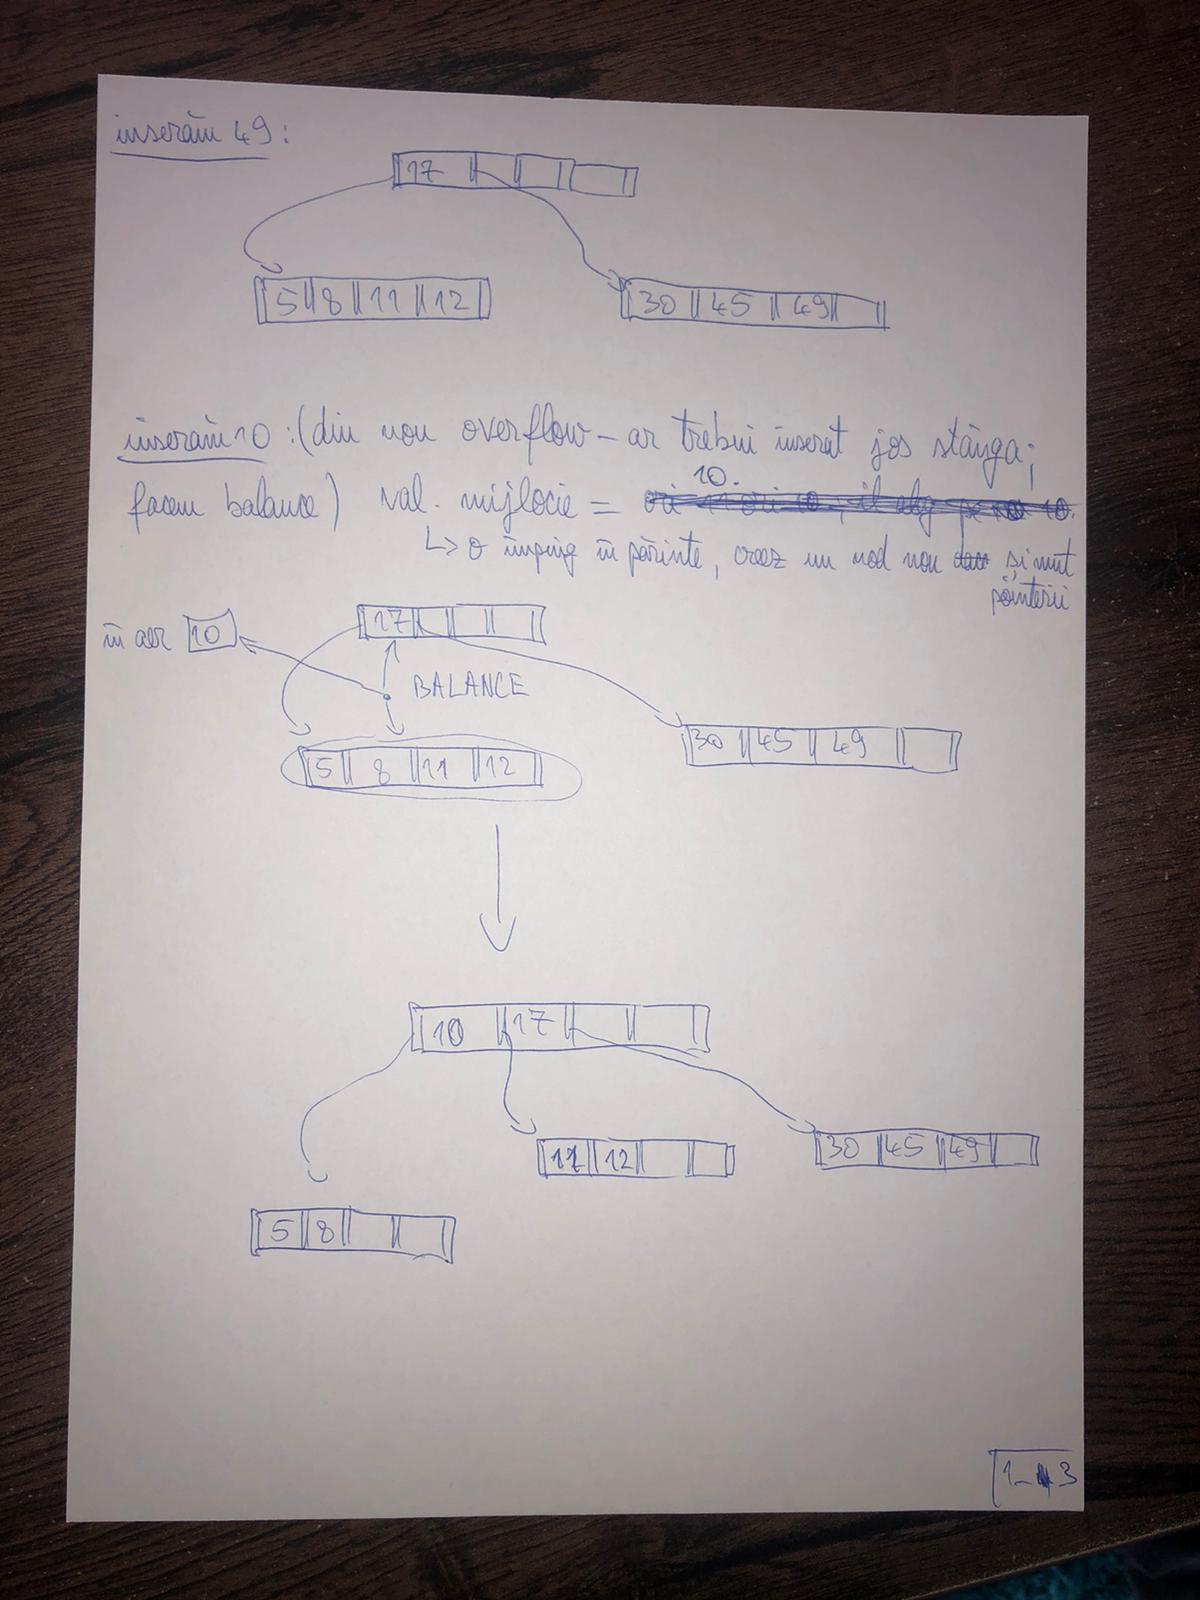 inserăm 49:
17
5 8 11 12
30 45 49
inserăm 10: (din nou overflow – ar trebui inserat jos stânga;
facem balance) val. mijlocie = 10.
↳ o împing în părinte, creez un nod nou și mut
pointerii
în aer 10
17
BALANCE
5 8 11 12
30 45 49
10 17
11 12
30 45 49
5 8
1-3